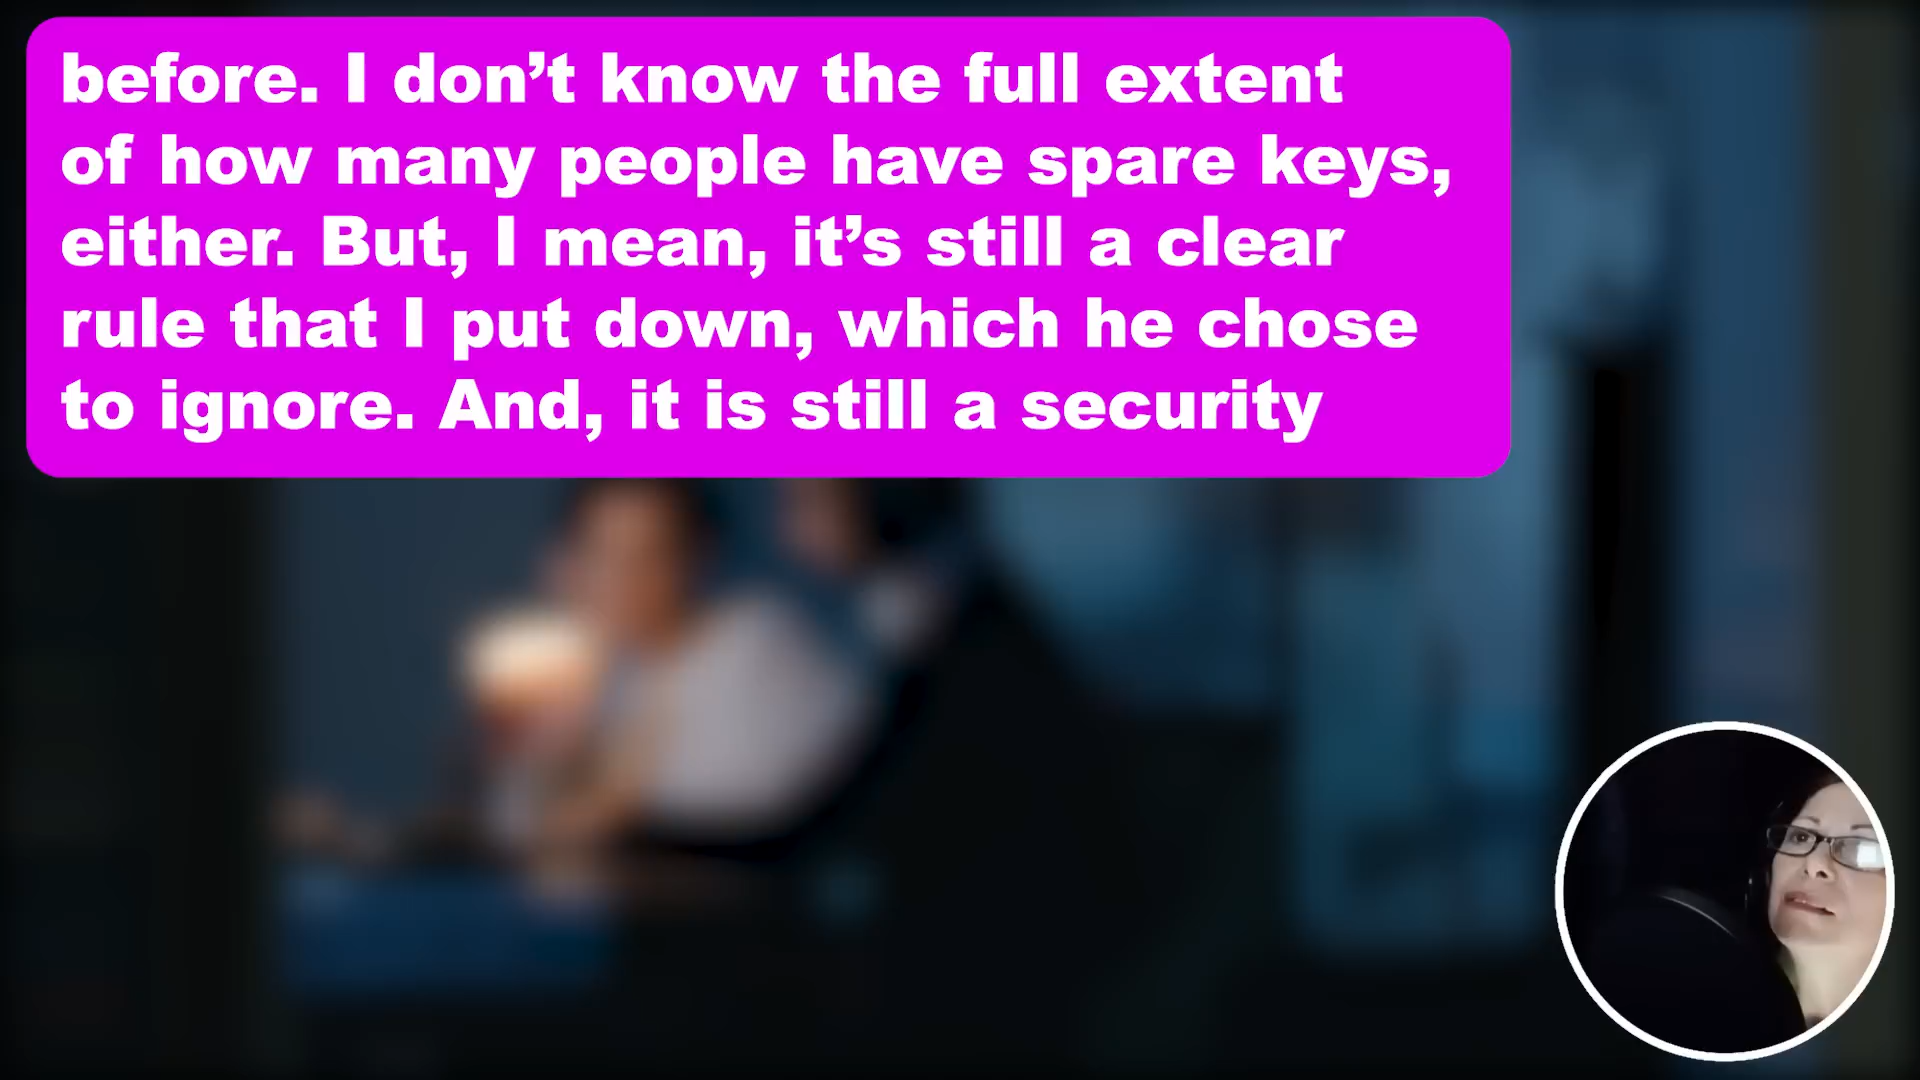 before. I don’t know the full extent
of how many people have spare keys,
either. But, I mean, it’s still a clear
rule that I put down, which he chose
to ignore. And, it is still a security